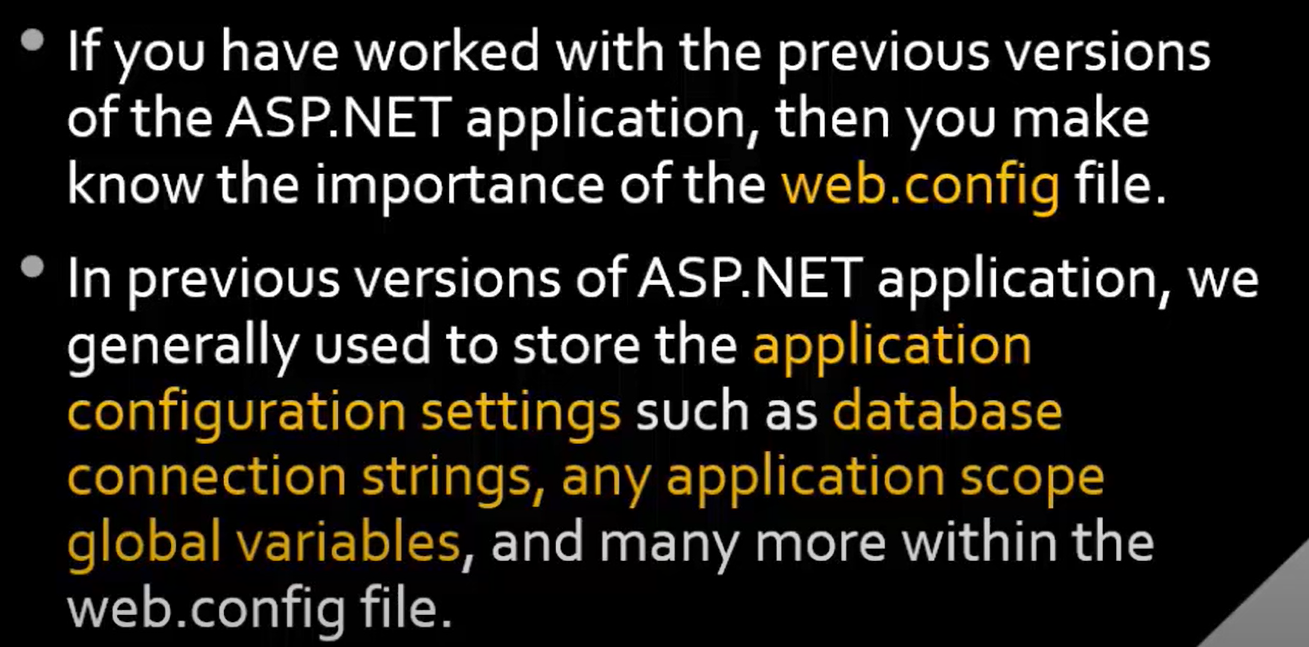 • If you have worked with the previous versions
of the ASP.NET application, then you make
know the importance of the web.config file.
• In previous versions of ASP.NET application, we
generally used to store the application
configuration settings such as database
connection strings, any application scope
global variables, and many more within the
web.config file.